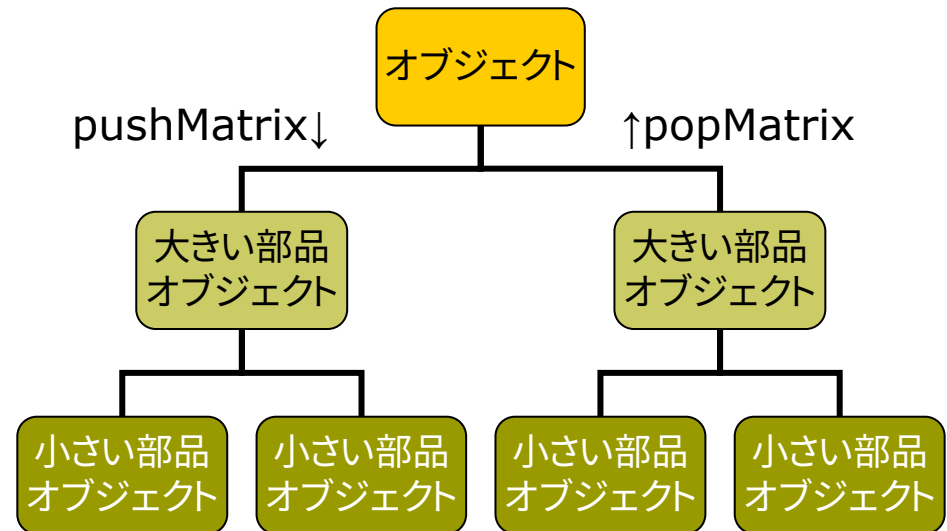 オブジェクト
pushMatrix↓
↑popMatrix
大きい部品
オブジェクト
大きい部品
オブジェクト
小さい部品
オブジェクト
小さい部品
オブジェクト
小さい部品
オブジェクト
小さい部品
オブジェクト